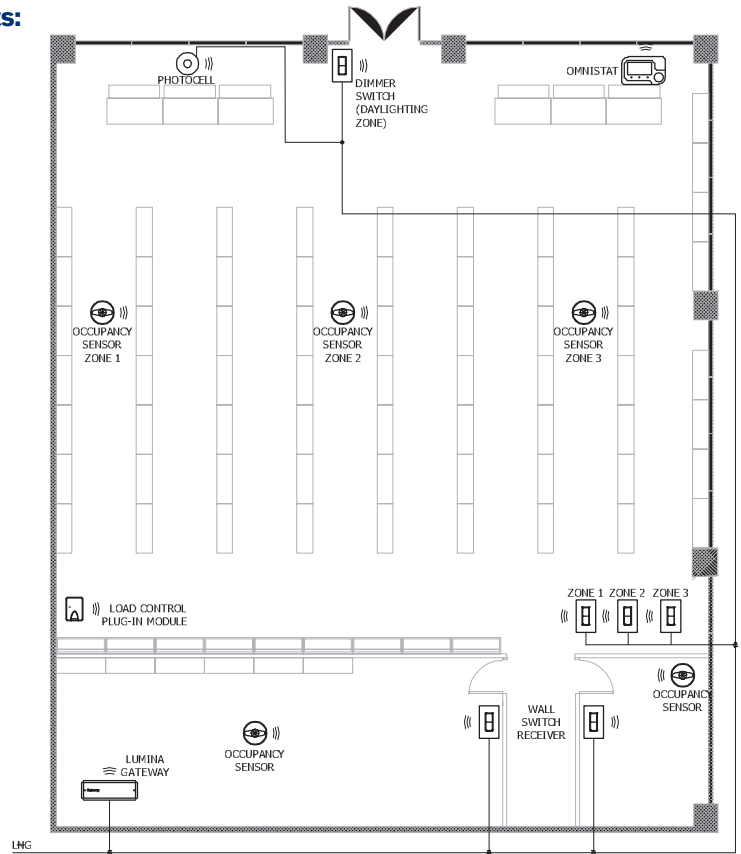 ts:
PHOTOCELL
DIMMER
SWITCH
(DAYLIGHTING
ZONE)
OMNISTAT
OCCUPANCY
SENSOR
ZONE 1
OCCUPANCY
SENSOR
ZONE 2
OCCUPANCY
SENSOR
ZONE 3
LOAD CONTROL
PLUG-IN MODULE
ZONE 1 ZONE 2 ZONE 3
OCCUPANCY
SENSOR
WALL
SWITCH
RECEIVER
OCCUPANCY
SENSOR
LUMINA
GATEWAY